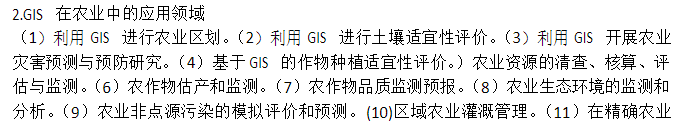 2.GIS 在农业中的应用领域
（1）利用 GIS 进行农业区划。（2）利用 GIS 进行土壤适宜性评价。（3）利用 GIS 开展农业
灾害预测与预防研究。（4）基于 GIS 的作物种植适宜性评价。）农业资源的清查、核算、评
估与监测。（6）农作物估产和监测。（7）农作物品质监测预报。（8）农业生态环境的监测和
分析。（9）农业非点源污染的模拟评价和预测。(10)区域农业灌溉管理。（11）在精确农业